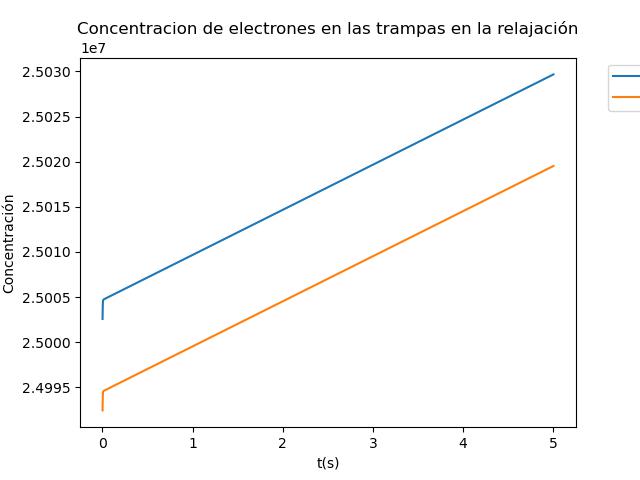 Concentracion de electrones en las trampas en la relajación
1e7
2.5030
2.5025
2.5020
2.5015
2.5010
2.5005
2.5000
2.4995
Concentración
0 1 2 3 4 5
t(s)